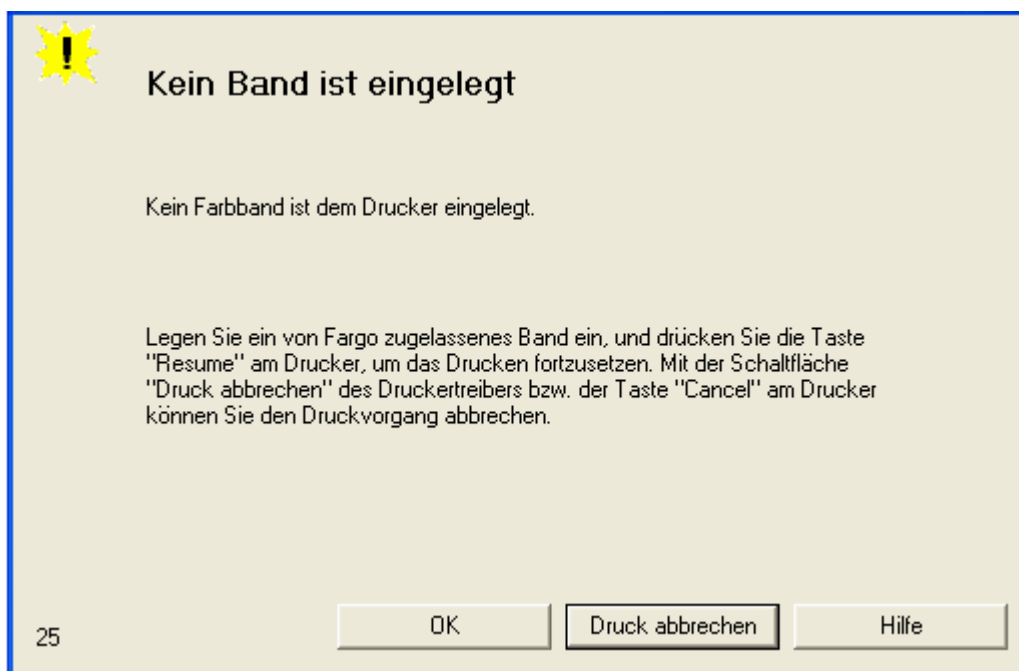 Kein Band ist eingelegt
Kein Farbband ist dem Drucker eingelegt.
Legen Sie ein von Fargo zugelassenes Band ein, und drücken Sie die Taste
"Resume" am Drucker, um das Drucken fortzusetzen. Mit der Schaltfläche
"Druck abbrechen" des Druckertreibers bzw. der Taste "Cancel" am Drucker
können Sie den Druckvorgang abbrechen.
25
OK
Druck abbrechen
Hilfe